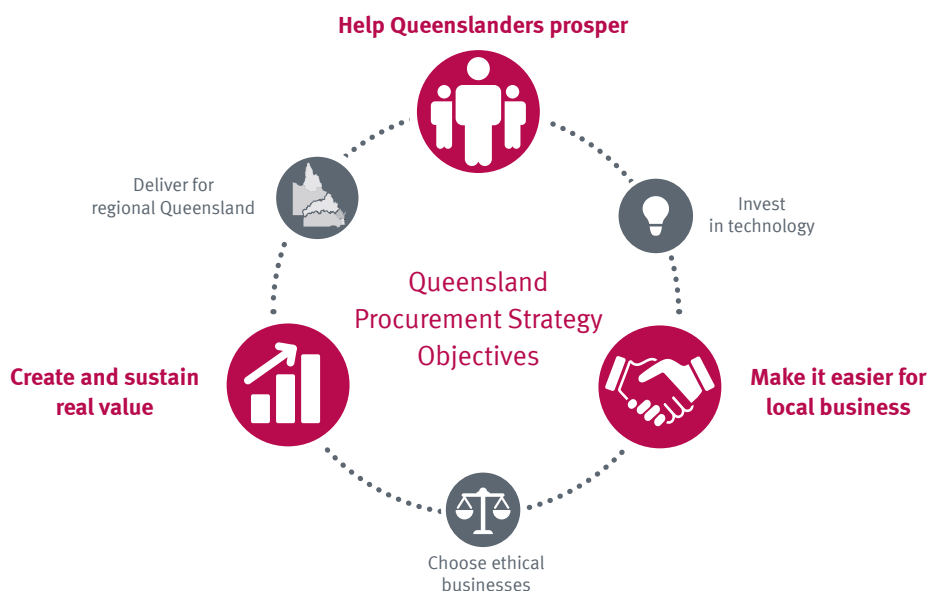 Help Queenslanders prosper
Deliver for
regional Queensland
Invest
in technology
Queensland
Procurement Strategy
Objectives
Create and sustain
real value
Make it easier for
local business
Choose ethical
businesses